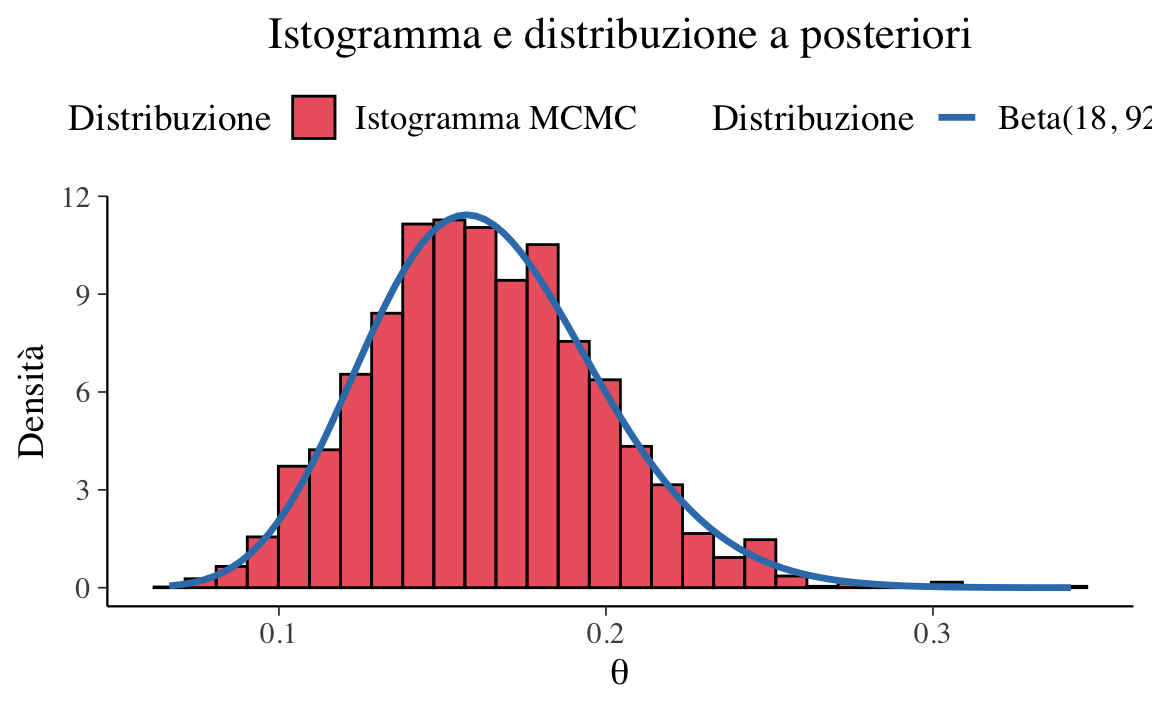 Istogramma e distribuzione a posteriori
Distribuzione Istogramma MCMC Distribuzione Beta(18, 92
12
9
6
3
0
Densità
0.1 0.2 0.3
θ